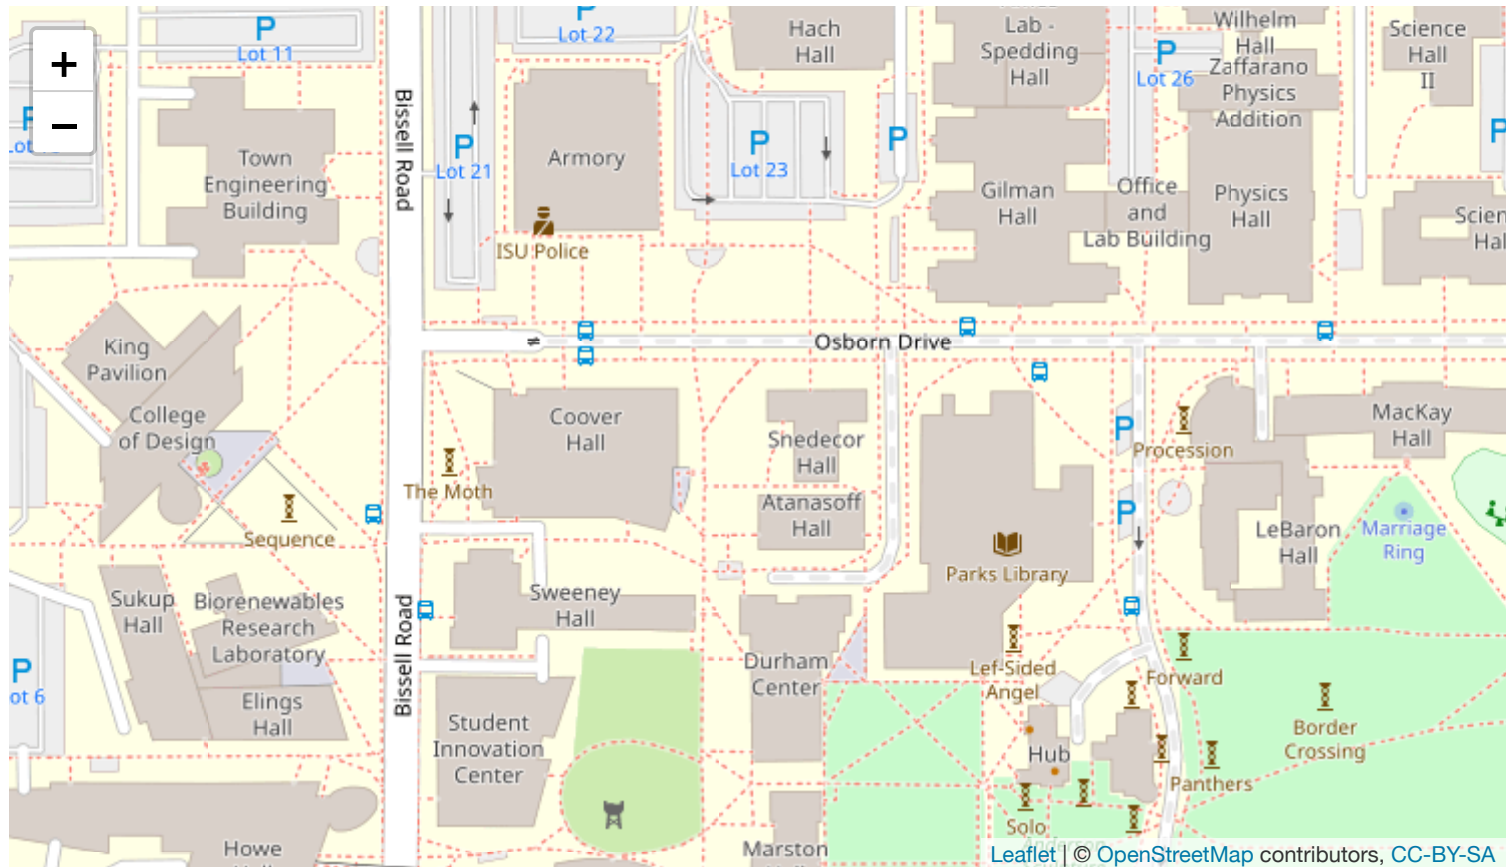 +
−
P
Lot 11
P
Lot 22
Hach
Hall
Lab -
Spedding
Hall
Wilhelm
Hall
P
Lot 26
Zaffarano
Physics
Addition
Science
Hall
II
P
Bissell Road
P
Lot 21
Armory
P
Lot 23
P
Town
Engineering
Building
ISU Police
Gilman
Hall
Office
and
Lab Building
Physics
Hall
King
Pavilion
College
of Design
Osborn Drive
Coover
Hall
The Moth
Sequence
Snedecor
Hall
Atanasoff
Hall
Parks Library
P
Procession
P
MacKay
Hall
LeBaron
Hall
Marriage
Ring
Sukup
Hall
Biorenewables
Research
Laboratory
Elings
Hall
P
ot 6
Bissell Road
Sweeney
Hall
Student
Innovation
Center
Durham
Center
Lef-Sided
Angel
Forward
Hub
Border
Crossing
Panthers
Solo
Marston
Howe
Leaflet | © OpenStreetMap contributors, CC-BY-SA